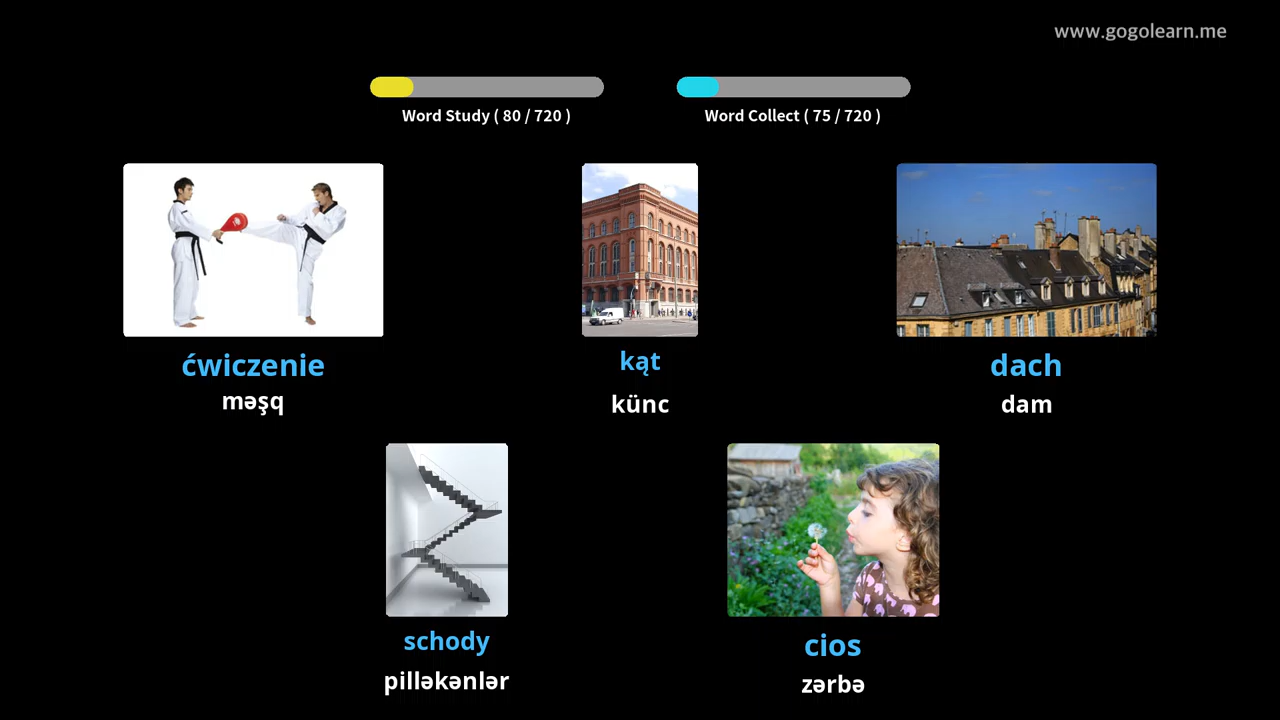 www.gogolearn.me
Word Study ( 80 / 720 )
Word Collect ( 75 / 720 )
ćwiczenie
məşq
kąt
künc
dach
dam
schody
pilləkənlər
cios
zərbə